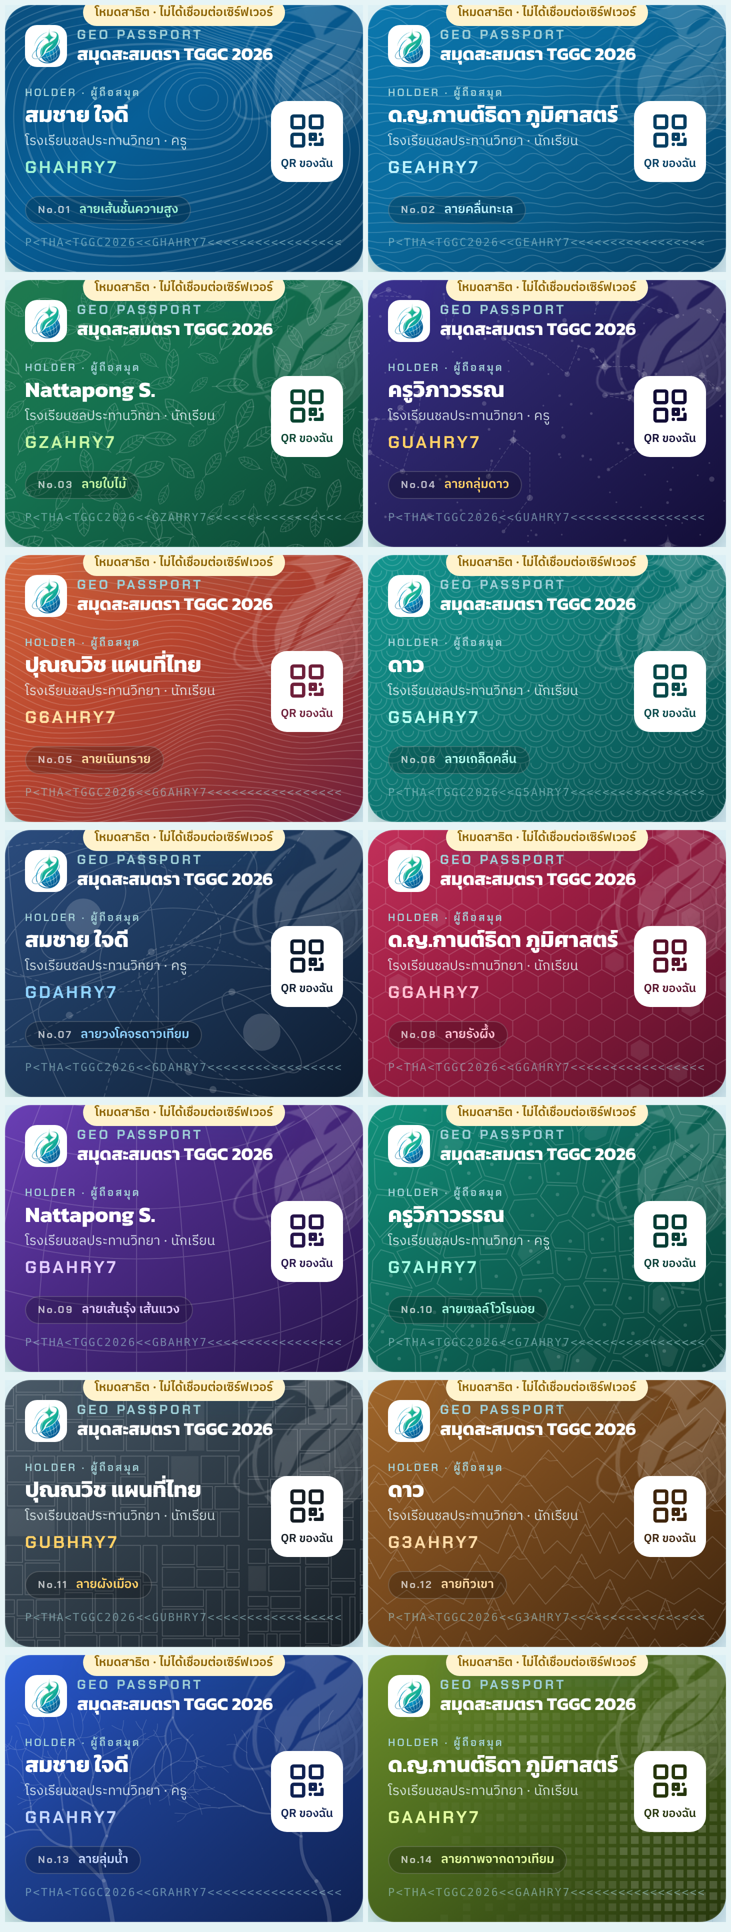 โหมดสาธิต · ไม่ได้เชื่อมต่อเซิร์ฟเวอร์
GEO PASSPORT
สมุดสะสมตรา TGGC 2026
HOLDER · ผู้ถือสมุด
สมชาย ใจดี
โรงเรียนชลประทานวิทยา · ครู
GHAHRY7
QR ของฉัน
No.01 ลายเส้นชั้นความสูง
P<THA<TGGC2026<<GHAHRY7<<<<<<<<<<<<<<<<<
โหมดสาธิต · ไม่ได้เชื่อมต่อเซิร์ฟเวอร์
GEO PASSPORT
สมุดสะสมตรา TGGC 2026
HOLDER · ผู้ถือสมุด
ด.ญ.กานต์ธิดา ภูมิศาสตร์
โรงเรียนชลประทานวิทยา · นักเรียน
GEAHRY7
QR ของฉัน
No.02 ลายคลื่นทะเล
P<THA<TGGC2026<<GEAHRY7<<<<<<<<<<<<<<<<<
โหมดสาธิต · ไม่ได้เชื่อมต่อเซิร์ฟเวอร์
GEO PASSPORT
สมุดสะสมตรา TGGC 2026
HOLDER · ผู้ถือสมุด
Nattapong S.
โรงเรียนชลประทานวิทยา · นักเรียน
GZAHRY7
QR ของฉัน
No.03 ลายใบไม้
P<THA<TGGC2026<<GZAHRY7<<<<<<<<<<<<<<<<<
โหมดสาธิต · ไม่ได้เชื่อมต่อเซิร์ฟเวอร์
GEO PASSPORT
สมุดสะสมตรา TGGC 2026
HOLDER · ผู้ถือสมุด
ครูวิภาวรรณ
โรงเรียนชลประทานวิทยา · ครู
GUAHRY7
QR ของฉัน
No.04 ลายกลุ่มดาว
P<THA<TGGC2026<<GUAHRY7<<<<<<<<<<<<<<<<<
โหมดสาธิต · ไม่ได้เชื่อมต่อเซิร์ฟเวอร์
GEO PASSPORT
สมุดสะสมตรา TGGC 2026
HOLDER · ผู้ถือสมุด
ปุณณวิช แผนที่ไทย
โรงเรียนชลประทานวิทยา · นักเรียน
G6AHRY7
QR ของฉัน
No.05 ลายเนินทราย
P<THA<TGGC2026<<G6AHRY7<<<<<<<<<<<<<<<<<
โหมดสาธิต · ไม่ได้เชื่อมต่อเซิร์ฟเวอร์
GEO PASSPORT
สมุดสะสมตรา TGGC 2026
HOLDER · ผู้ถือสมุด
ดาว
โรงเรียนชลประทานวิทยา · นักเรียน
G5AHRY7
QR ของฉัน
No.06 ลายเกล็ดคลื่น
P<THA<TGGC2026<<G5AHRY7<<<<<<<<<<<<<<<<<
โหมดสาธิต · ไม่ได้เชื่อมต่อเซิร์ฟเวอร์
GEO PASSPORT
สมุดสะสมตรา TGGC 2026
HOLDER · ผู้ถือสมุด
สมชาย ใจดี
โรงเรียนชลประทานวิทยา · ครู
GDAHRY7
QR ของฉัน
No.07 ลายวงโคจรดาวเทียม
P<THA<TGGC2026<<GDAHRY7<<<<<<<<<<<<<<<<<
โหมดสาธิต · ไม่ได้เชื่อมต่อเซิร์ฟเวอร์
GEO PASSPORT
สมุดสะสมตรา TGGC 2026
HOLDER · ผู้ถือสมุด
ด.ญ.กานต์ธิดา ภูมิศาสตร์
โรงเรียนชลประทานวิทยา · นักเรียน
GGAHRY7
QR ของฉัน
No.08 ลายรังผึ้ง
P<THA<TGGC2026<<GGAHRY7<<<<<<<<<<<<<<<<<
โหมดสาธิต · ไม่ได้เชื่อมต่อเซิร์ฟเวอร์
GEO PASSPORT
สมุดสะสมตรา TGGC 2026
HOLDER · ผู้ถือสมุด
Nattapong S.
โรงเรียนชลประทานวิทยา · นักเรียน
GBAHRY7
QR ของฉัน
No.09 ลายเส้นรุ้ง เส้นแวง
P<THA<TGGC2026<<GBAHRY7<<<<<<<<<<<<<<<<<
โหมดสาธิต · ไม่ได้เชื่อมต่อเซิร์ฟเวอร์
GEO PASSPORT
สมุดสะสมตรา TGGC 2026
HOLDER · ผู้ถือสมุด
ครูวิภาวรรณ
โรงเรียนชลประทานวิทยา · ครู
G7AHRY7
QR ของฉัน
No.10 ลายเซลล์โวโรนอย
P<THA<TGGC2026<<G7AHRY7<<<<<<<<<<<<<<<<<
โหมดสาธิต · ไม่ได้เชื่อมต่อเซิร์ฟเวอร์
GEO PASSPORT
สมุดสะสมตรา TGGC 2026
HOLDER · ผู้ถือสมุด
ปุณณวิช แผนที่ไทย
โรงเรียนชลประทานวิทยา · นักเรียน
GUBHRY7
QR ของฉัน
No.11 ลายผังเมือง
P<THA<TGGC2026<<GUBHRY7<<<<<<<<<<<<<<<<<
โหมดสาธิต · ไม่ได้เชื่อมต่อเซิร์ฟเวอร์
GEO PASSPORT
สมุดสะสมตรา TGGC 2026
HOLDER · ผู้ถือสมุด
ดาว
โรงเรียนชลประทานวิทยา · นักเรียน
G3AHRY7
QR ของฉัน
No.12 ลายทิวเขา
P<THA<TGGC2026<<G3AHRY7<<<<<<<<<<<<<<<<<
โหมดสาธิต · ไม่ได้เชื่อมต่อเซิร์ฟเวอร์
GEO PASSPORT
สมุดสะสมตรา TGGC 2026
HOLDER · ผู้ถือสมุด
สมชาย ใจดี
โรงเรียนชลประทานวิทยา · ครู
GRAHRY7
QR ของฉัน
No.13 ลายลุ่มน้ำ
P<THA<TGGC2026<<GRAHRY7<<<<<<<<<<<<<<<<<
โหมดสาธิต · ไม่ได้เชื่อมต่อเซิร์ฟเวอร์
GEO PASSPORT
สมุดสะสมตรา TGGC 2026
HOLDER · ผู้ถือสมุด
ด.ญ.กานต์ธิดา ภูมิศาสตร์
โรงเรียนชลประทานวิทยา · นักเรียน
GAAHRY7
QR ของฉัน
No.14 ลายภาพจากดาวเทียม
P<THA<TGGC2026<<GAAHRY7<<<<<<<<<<<<<<<<<